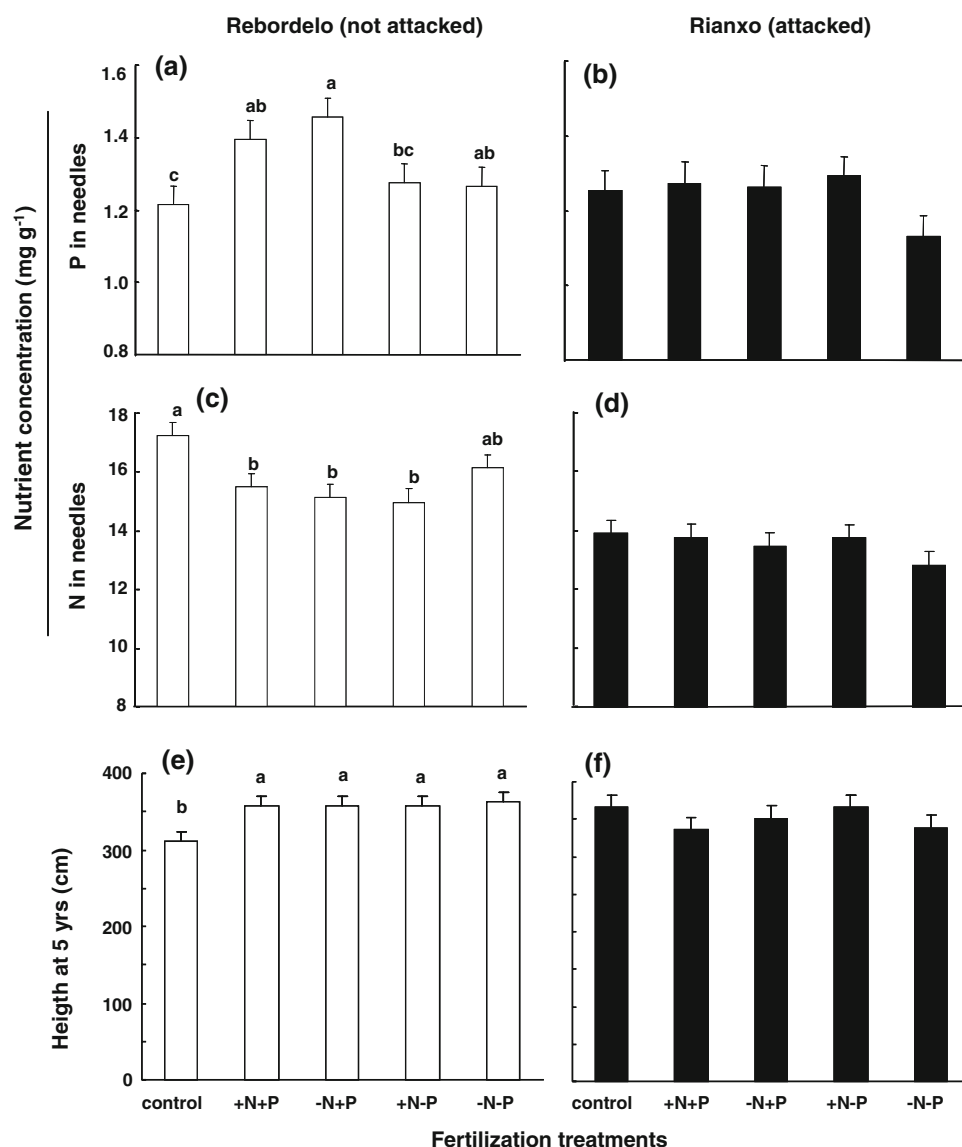 Rebordelo (not attacked)
Rianxo (attacked)
Nutrient concentration (mg g-1)
P in needles
(a)
1.6
1.4
1.2
1.0
0.8
c
ab
a
bc
ab
(b)
N in needles
(c)
18
16
14
12
10
8
a
b
b
b
ab
(d)
Heigth at 5 yrs (cm)
(e)
400
300
200
100
0
b
a
a
a
a
(f)
control +N+P -N+P +N-P -N-P
control +N+P -N+P +N-P -N-P
Fertilization treatments